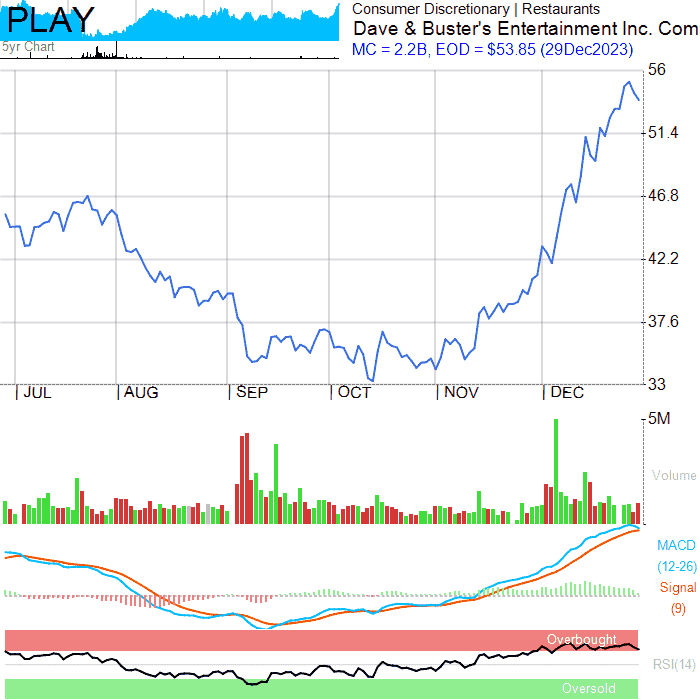 PLAY
5yr Chart
Consumer Discretionary | Restaurants
Dave & Buster's Entertainment Inc. Com
MC = 2.2B, EOD = $53.85 (29Dec2023)
56
51.4
46.8
42.2
37.6
33
JUL AUG SEP OCT NOV DEC
5M
Volume
MACD
(12-26)
Signal
(9)
Overbought
RSI(14)
Oversold